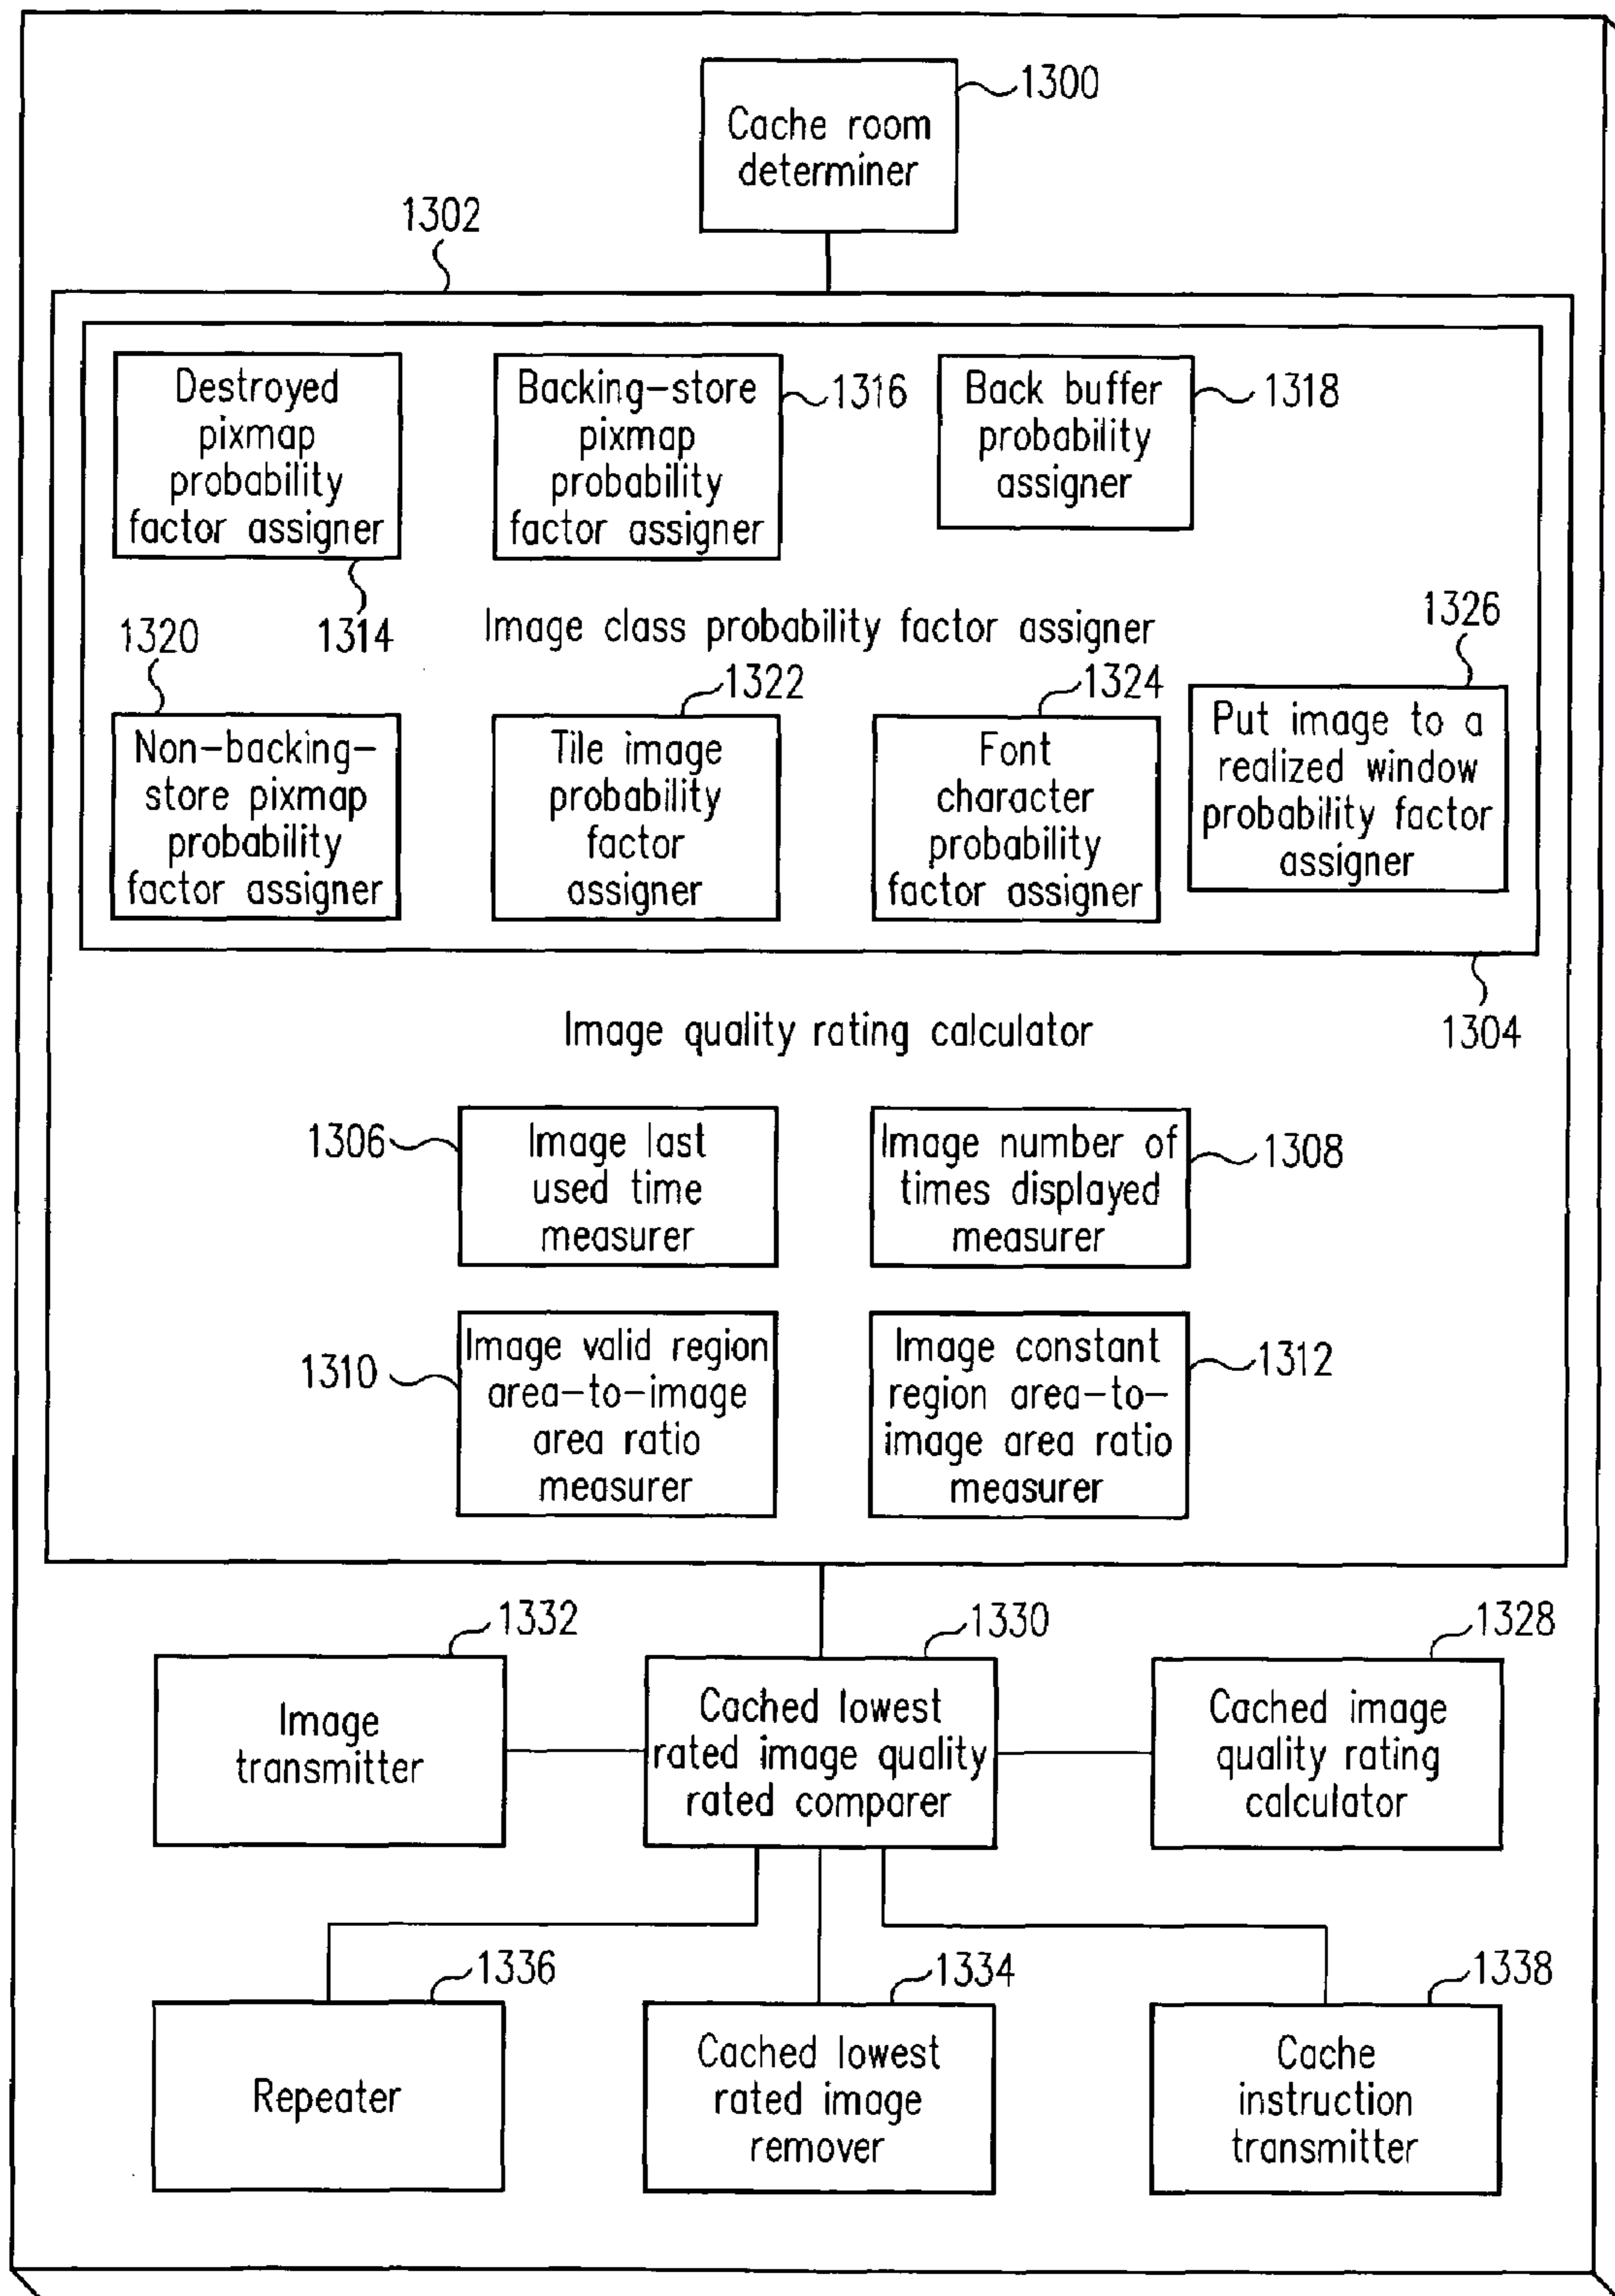 1300
Cache room
determiner
1302
Destroyed
pixmap
probability
factor assigner
1314
Backing-store
pixmap
probability
factor assigner
1316
Back buffer
probability
assigner
1318
Image class probability factor assigner
1320
Non-backing-
store pixmap
probability
factor assigner
1322
Tile image
probability
factor
assigner
1324
Font
character
probability
factor assigner
1326
Put image to a
realized window
probability factor
assigner
1304
Image quality rating calculator
1306
Image last
used time
measurer
Image number of
times displayed
measurer
1308
1310
Image valid region
area-to-image
area ratio
measurer
Image constant
region area-to-
image area ratio
measurer
1312
1332
Image
transmitter
1330
Cached lowest
rated image quality
rated comparer
1328
Cached image
quality rating
calculator
1336
Repeater
1334
Cached lowest
rated image
remover
1338
Cache
instruction
transmitter